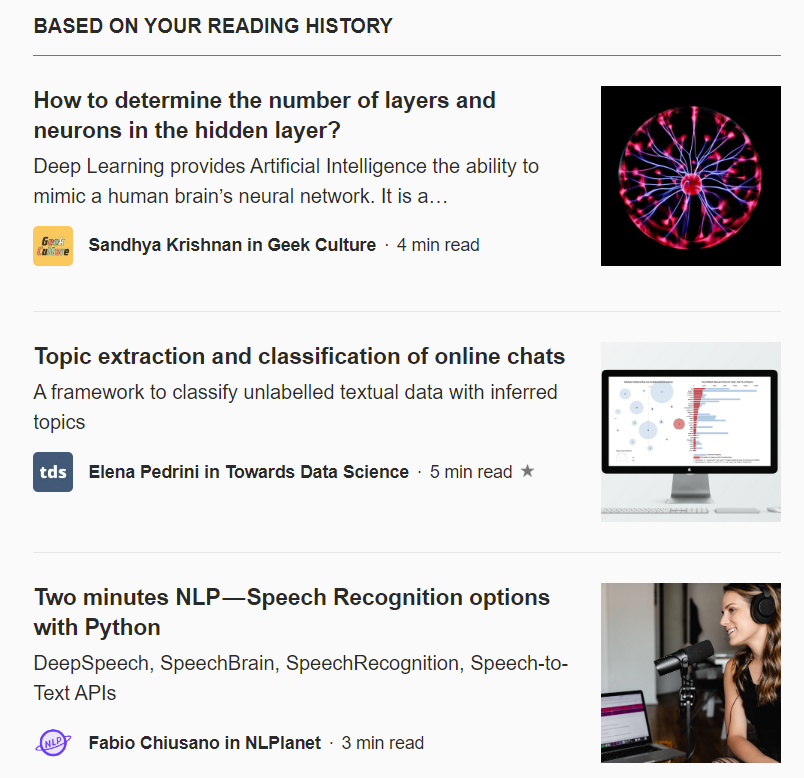 BASED ON YOUR READING HISTORY
How to determine the number of layers and
neurons in the hidden layer?
Deep Learning provides Artificial Intelligence the ability to
mimic a human brain’s neural network. It is a…
Geek
Culture
Sandhya Krishnan in Geek Culture · 4 min read
Topic extraction and classification of online chats
A framework to classify unlabelled textual data with inferred
topics
tds
Elena Pedrini in Towards Data Science · 5 min read ★
Two minutes NLP — Speech Recognition options
with Python
DeepSpeech, SpeechBrain, SpeechRecognition, Speech-to-
Text APIs
NLP
Fabio Chiusano in NLPlanet · 3 min read